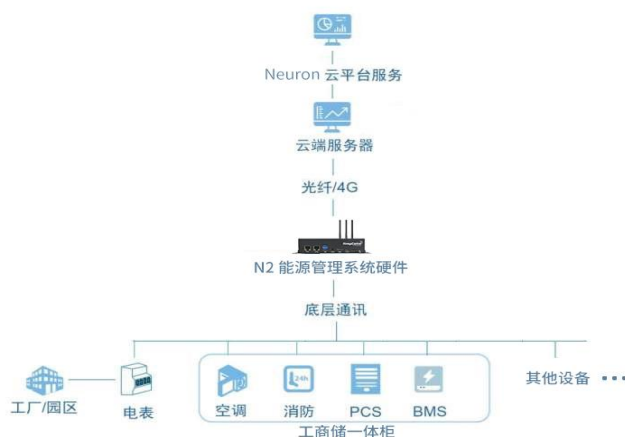 Neuron 云平台服务
云端服务器
光纤/4G
N2 能源管理系统硬件
底层通讯
24h
工厂/园区
电表
空调
消防
PCS
BMS
其他设备
工商储一体柜